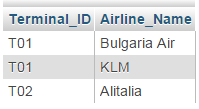 Terminal_ID Airline_Name
T01 Bulgaria Air
T01 KLM
T02 Alitalia